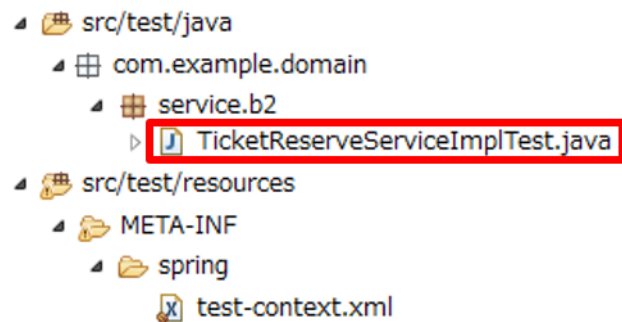 src/test/java
com.example.domain
service.b2
TicketReserveServiceImplTest.java
src/test/resources
META-INF
spring
test-context.xml